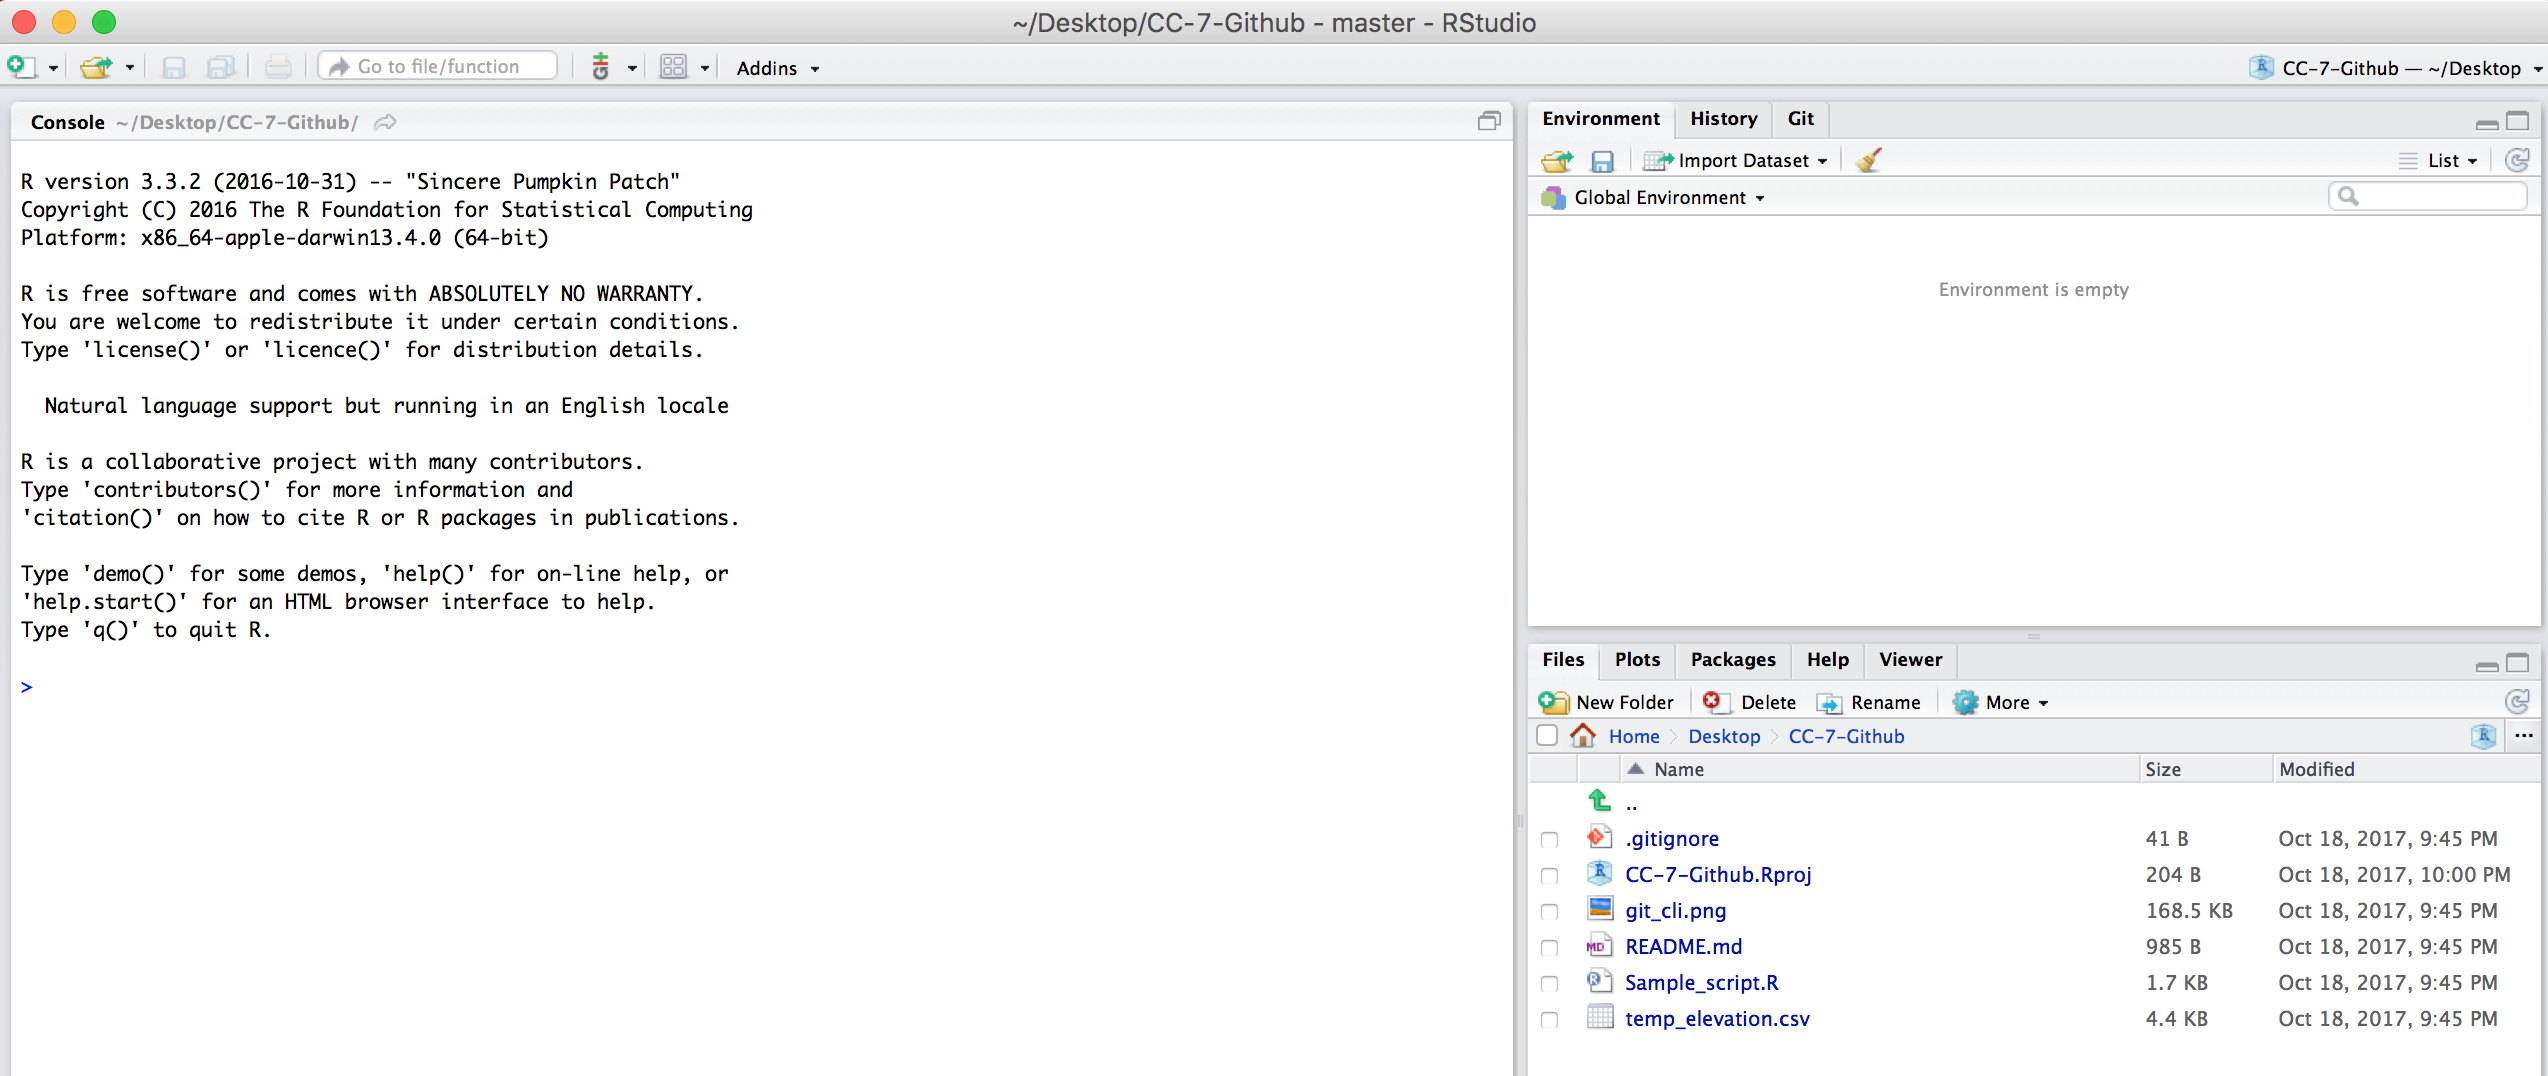 ~/Desktop/CC-7-Github - master - RStudio
Go to file/function
Addins
CC-7-Github — ~/Desktop
Console ~/Desktop/CC-7-Github/
R version 3.3.2 (2016-10-31) -- "Sincere Pumpkin Patch"
Copyright (C) 2016 The R Foundation for Statistical Computing
Platform: x86_64-apple-darwin13.4.0 (64-bit)
R is free software and comes with ABSOLUTELY NO WARRANTY.
You are welcome to redistribute it under certain conditions.
Type 'license()' or 'licence()' for distribution details.
Natural language support but running in an English locale
R is a collaborative project with many contributors.
Type 'contributors()' for more information and
'citation()' on how to cite R or R packages in publications.
Type 'demo()' for some demos, 'help()' for on-line help, or
'help.start()' for an HTML browser interface to help.
Type 'q()' to quit R.
>
Environment History Git
Import Dataset List
Global Environment
Environment is empty
Files Plots Packages Help Viewer
New Folder Delete Rename More
Home Desktop CC-7-Github ...
Name Size Modified
..
.gitignore 41 B Oct 18, 2017, 9:45 PM
CC-7-Github.Rproj 204 B Oct 18, 2017, 10:00 PM
git_cli.png 168.5 KB Oct 18, 2017, 9:45 PM
README.md 985 B Oct 18, 2017, 9:45 PM
Sample_script.R 1.7 KB Oct 18, 2017, 9:45 PM
temp_elevation.csv 4.4 KB Oct 18, 2017, 9:45 PM